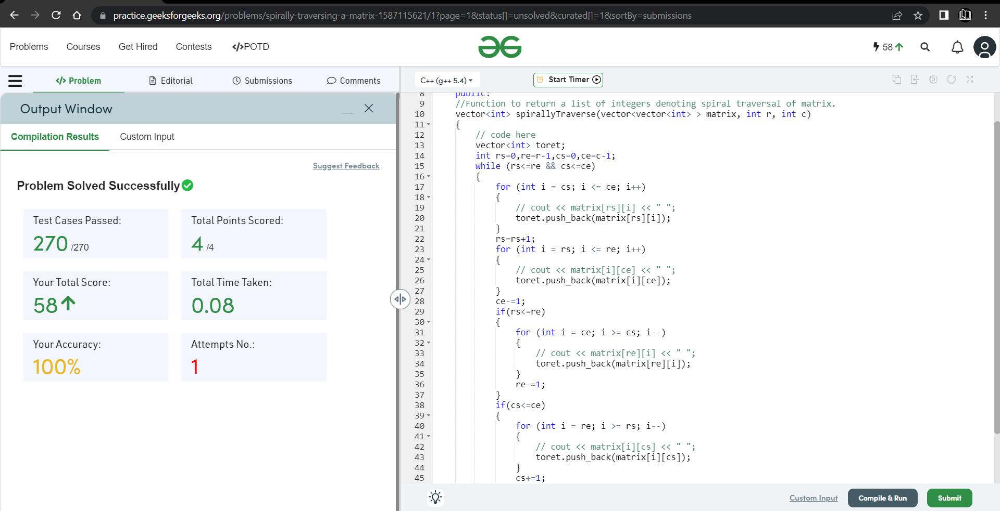 practice.geeksforgeeks.org/problems/spirally-traversing-a-matrix-1587115621/1?page=1&status[]=unsolved&curated[]=1&sortBy=submissions
Problems Courses Get Hired Contests </>POTD
58
</> Problem Editorial Submissions Comments
Output Window
Compilation Results Custom Input
Suggest Feedback
Problem Solved Successfully
Test Cases Passed:
270 /270
Total Points Scored:
4 /4
Your Total Score:
58
Total Time Taken:
0.08
Your Accuracy:
100%
Attempts No.:
1
C++ (g++ 5.4)
Start Timer
8 public:
9 //Function to return a list of integers denoting spiral traversal of matrix.
10 vector<int> spirallyTraverse(vector<vector<int> > matrix, int r, int c)
11 {
12 // code here
13 vector<int> toret;
14 int rs=0,re=r-1,cs=0,ce=c-1;
15 while (rs<=re && cs<=ce)
16 {
17 for (int i = cs; i <= ce; i++)
18 {
19 // cout << matrix[rs][i] << " ";
20 toret.push_back(matrix[rs][i]);
21 }
22 rs=rs+1;
23 for (int i = rs; i <= re; i++)
24 {
25 // cout << matrix[i][ce] << " ";
26 toret.push_back(matrix[i][ce]);
27 }
28 ce-=1;
29 if(rs<=re)
30 {
31 for (int i = ce; i >= cs; i--)
32 {
33 // cout << matrix[re][i] << " ";
34 toret.push_back(matrix[re][i]);
35 }
36 re-=1;
37 }
38 if(cs<=ce)
39 {
40 for (int i = re; i >= rs; i--)
41 {
42 // cout << matrix[i][cs] << " ";
43 toret.push_back(matrix[i][cs]);
44 }
45 cs+=1;
Custom Input Compile & Run Submit